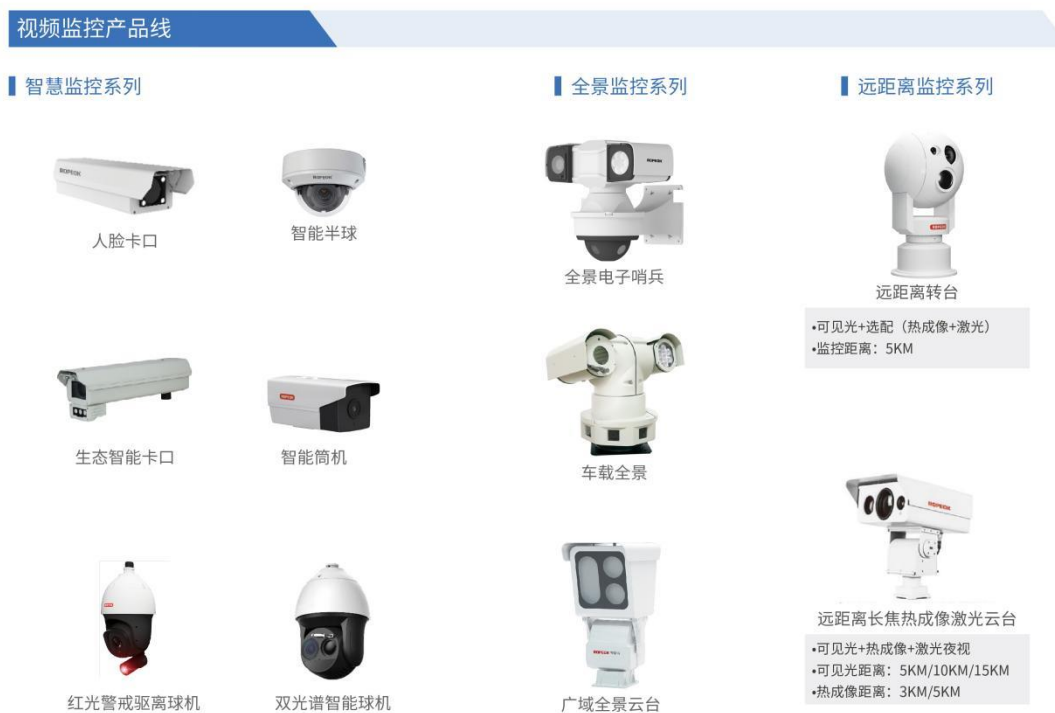 视频监控产品线
智慧监控系列
全景监控系列
远距离监控系列
ROPEOK
人脸卡口
ROPEOK
智能半球
ROPEOK
全景电子哨兵
远距离转台
•可见光+选配（热成像+激光）
•监控距离：5KM
生态智能卡口
智能筒机
车载全景
ROPEOK
远距离长焦热成像激光云台
•可见光+热成像+激光夜视
•可见光距离：5KM/10KM/15KM
•热成像距离：3KM/5KM
红光警戒驱离球机
双光谱智能球机
广域全景云台